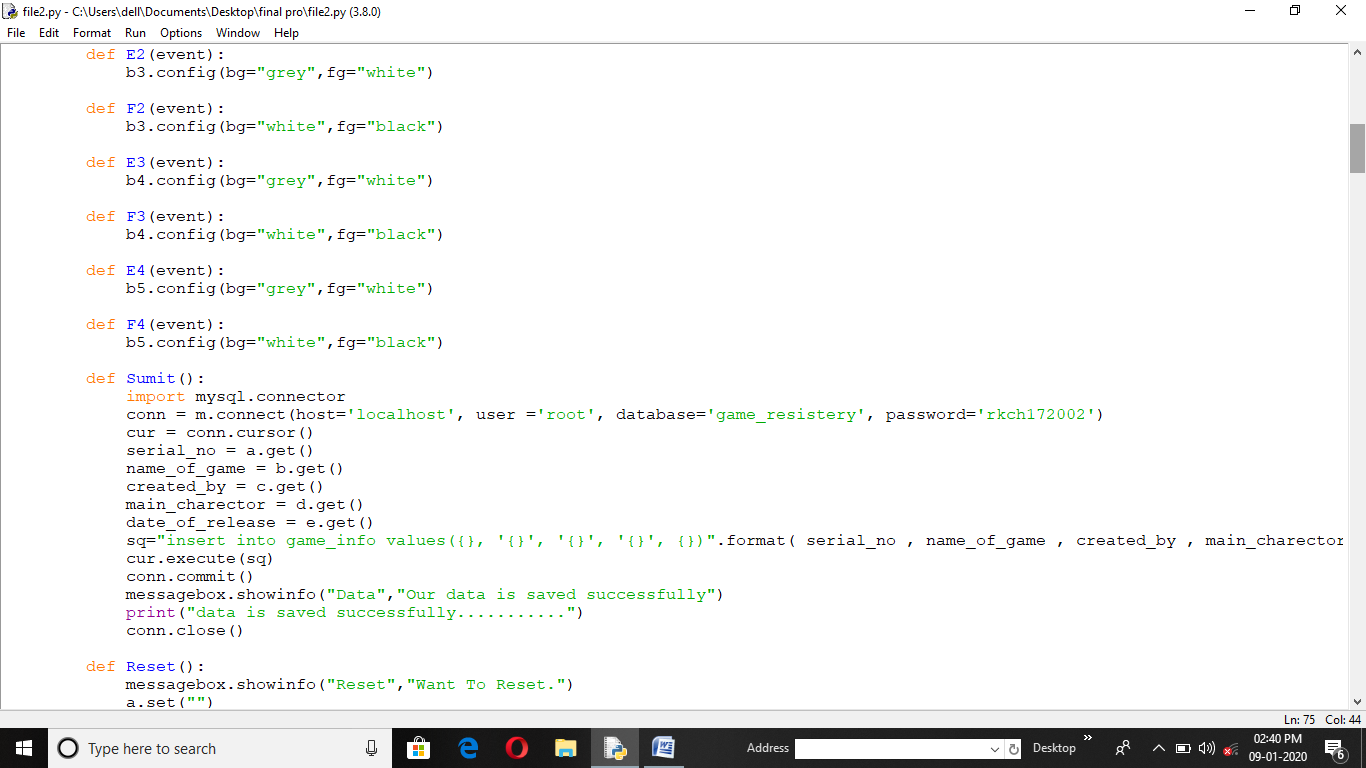 file2.py - C:\Users\dell\Documents\Desktop\final pro\file2.py (3.8.0)
File Edit Format Run Options Window Help
def E2(event):
b3.config(bg="grey",fg="white")
def F2(event):
b3.config(bg="white",fg="black")
def E3(event):
b4.config(bg="grey",fg="white")
def F3(event):
b4.config(bg="white",fg="black")
def E4(event):
b5.config(bg="grey",fg="white")
def F4(event):
b5.config(bg="white",fg="black")
def Sumit():
import mysql.connector
conn = m.connect(host='localhost', user ='root', database='game_resistery', password='rkch172002')
cur = conn.cursor()
serial_no = a.get()
name_of_game = b.get()
created_by = c.get()
main_charector = d.get()
date_of_release = e.get()
sq="insert into game_info values({}, '{}', '{}', '{}', {})".format( serial_no , name_of_game , created_by , main_charector
cur.execute(sq)
conn.commit()
messagebox.showinfo("Data","Our data is saved successfully")
print("data is saved successfully...........")
conn.close()
def Reset():
messagebox.showinfo("Reset","Want To Reset.")
a.set("")
Ln: 75 Col: 44
Type here to search
Address
Desktop
02:40 PM
09-01-2020
6